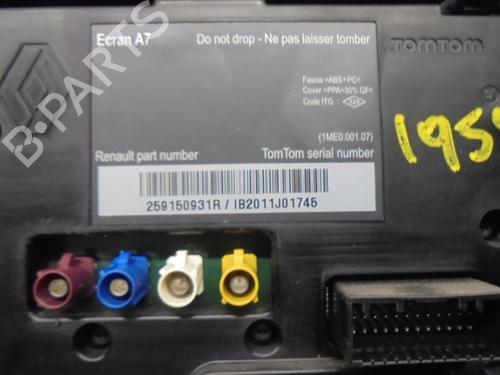 Ecran A7
Do not drop - Ne pas laisser tomber
TOMTOM
Fascia >ABS+PC<
Cover >PPA+30% GF<
Code ITG :
(1ME0.001.07)
Renault part number
TomTom serial number
259150931R / IB2011J01745
B-PARTS